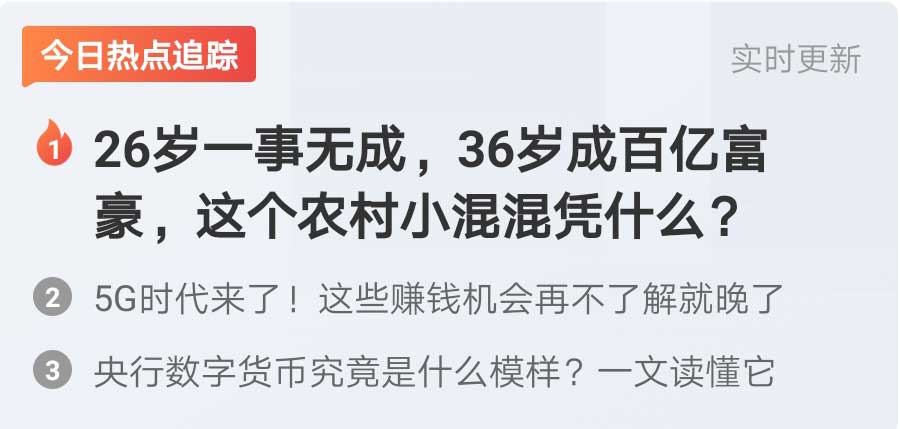 今日热点追踪
实时更新
1
26岁一事无成，36岁成百亿富
豪，这个农村小混混凭什么？
2 5G时代来了！这些赚钱机会再不了解就晚了
3 央行数字货币究竟是什么模样？一文读懂它